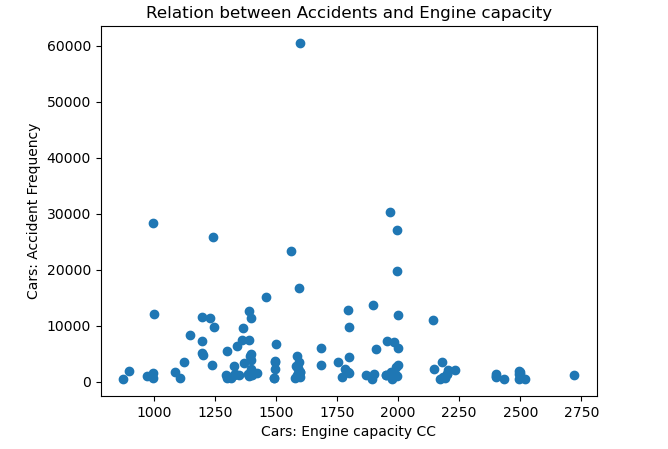 Relation between Accidents and Engine capacity
60000
50000
40000
30000
20000
10000
0
Cars: Accident Frequency
1000 1250 1500 1750 2000 2250 2500 2750
Cars: Engine capacity CC